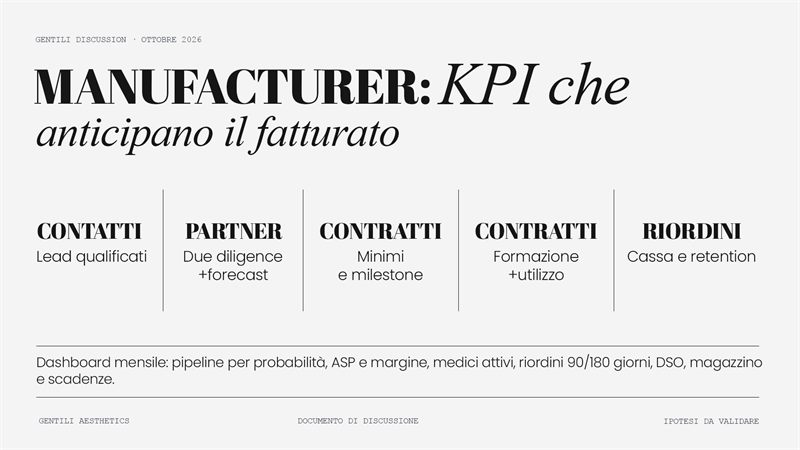 GENTILI DISCUSSION · OTTOBRE 2026
MANUFACTURER: KPI che
anticipano il fatturato
CONTATTI
Lead qualificati
PARTNER
Due diligence
+forecast
CONTRATTI
Minimi
e milestone
CONTRATTI
Formazione
+utilizzo
RIORDINI
Cassa e retention
Dashboard mensile: pipeline per probabilità, ASP e margine, medici attivi, riordini 90/180 giorni, DSO, magazzino
e scadenze.
GENTILI AESTHETICS
DOCUMENTO DI DISCUSSIONE
IPOTESI DA VALIDARE